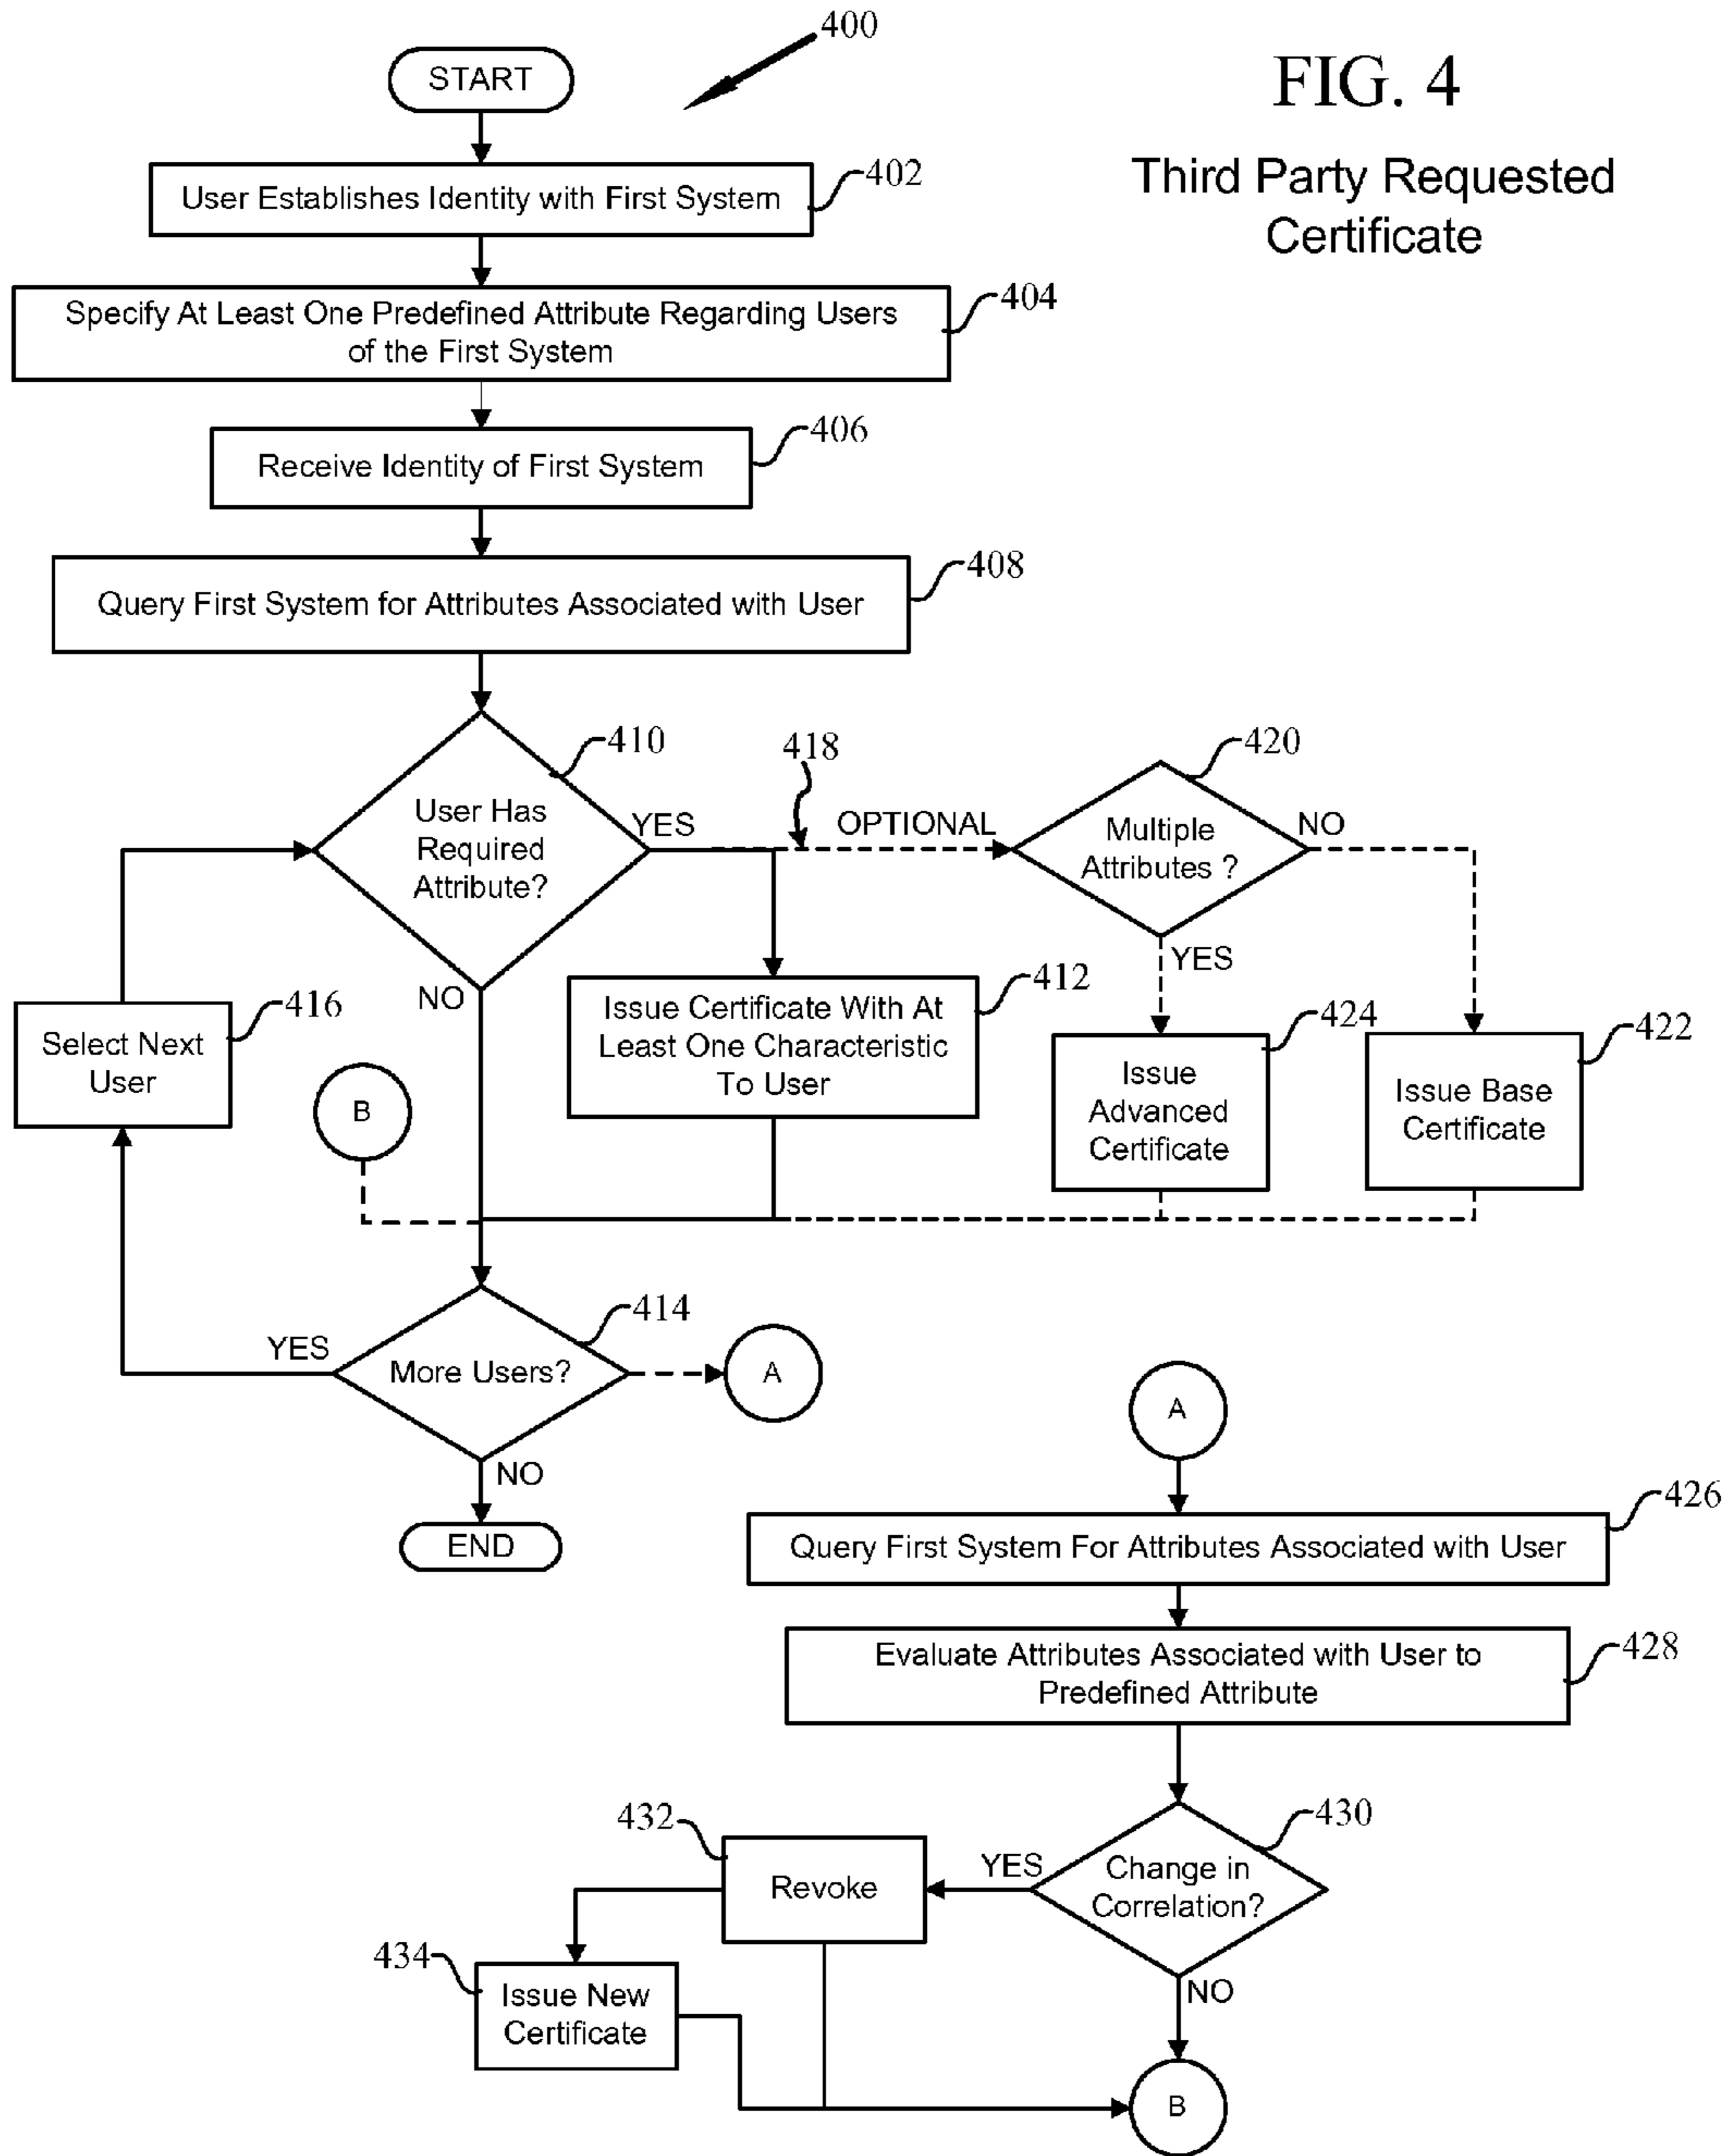 400
START
FIG. 4
Third Party Requested
Certificate
402
User Establishes Identity with First System
404
Specify At Least One Predefined Attribute Regarding Users
of the First System
406
Receive Identity of First System
408
Query First System for Attributes Associated with User
410
User Has
Required
Attribute?
YES
NO
418
OPTIONAL
420
Multiple
Attributes ?
NO
YES
416
Select Next
User
412
Issue Certificate With At
Least One Characteristic
To User
424
Issue
Advanced
Certificate
422
Issue Base
Certificate
B
414
More Users?
YES
NO
A
END
A
426
Query First System For Attributes Associated with User
428
Evaluate Attributes Associated with User to
Predefined Attribute
430
Change in
Correlation?
YES
NO
432
Revoke
434
Issue New
Certificate
B